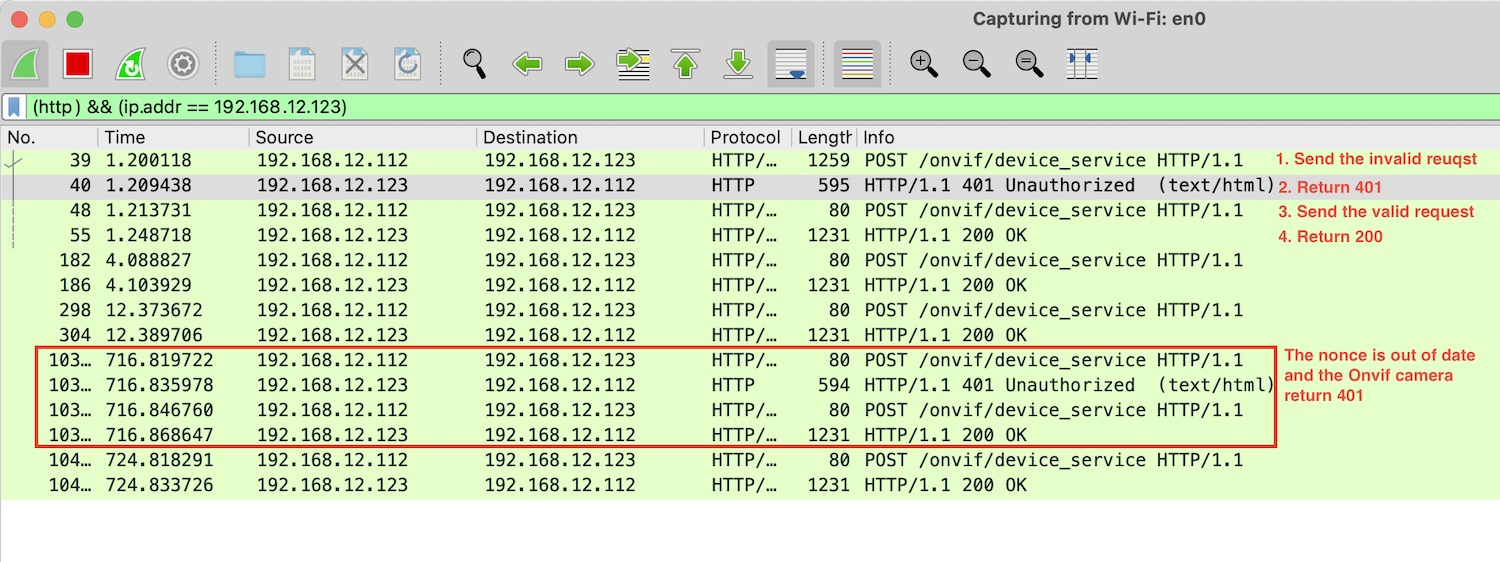 Capturing from Wi-Fi: en0
(http) && (ip.addr == 192.168.12.123)
No. Time Source Destination Protocol Length Info
39 1.200118 192.168.12.112 192.168.12.123 HTTP/… 1259 POST /onvif/device_service HTTP/1.1 1. Send the invalid reuqst
40 1.209438 192.168.12.123 192.168.12.112 HTTP 595 HTTP/1.1 401 Unauthorized (text/html) 2. Return 401
48 1.213731 192.168.12.112 192.168.12.123 HTTP/… 80 POST /onvif/device_service HTTP/1.1 3. Send the valid request
55 1.248718 192.168.12.123 192.168.12.112 HTTP/… 1231 HTTP/1.1 200 OK 4. Return 200
182 4.088827 192.168.12.112 192.168.12.123 HTTP/… 80 POST /onvif/device_service HTTP/1.1
186 4.103929 192.168.12.123 192.168.12.112 HTTP/… 1231 HTTP/1.1 200 OK
298 12.373672 192.168.12.112 192.168.12.123 HTTP/… 80 POST /onvif/device_service HTTP/1.1
304 12.389706 192.168.12.123 192.168.12.112 HTTP/… 1231 HTTP/1.1 200 OK
103… 716.819722 192.168.12.112 192.168.12.123 HTTP/… 80 POST /onvif/device_service HTTP/1.1
103… 716.835978 192.168.12.123 192.168.12.112 HTTP 594 HTTP/1.1 401 Unauthorized (text/html)
103… 716.846760 192.168.12.112 192.168.12.123 HTTP/… 80 POST /onvif/device_service HTTP/1.1
103… 716.868647 192.168.12.123 192.168.12.112 HTTP/… 1231 HTTP/1.1 200 OK
The nonce is out of date
and the Onvif camera
return 401
104… 724.818291 192.168.12.112 192.168.12.123 HTTP/… 80 POST /onvif/device_service HTTP/1.1
104… 724.833726 192.168.12.123 192.168.12.112 HTTP/… 1231 HTTP/1.1 200 OK